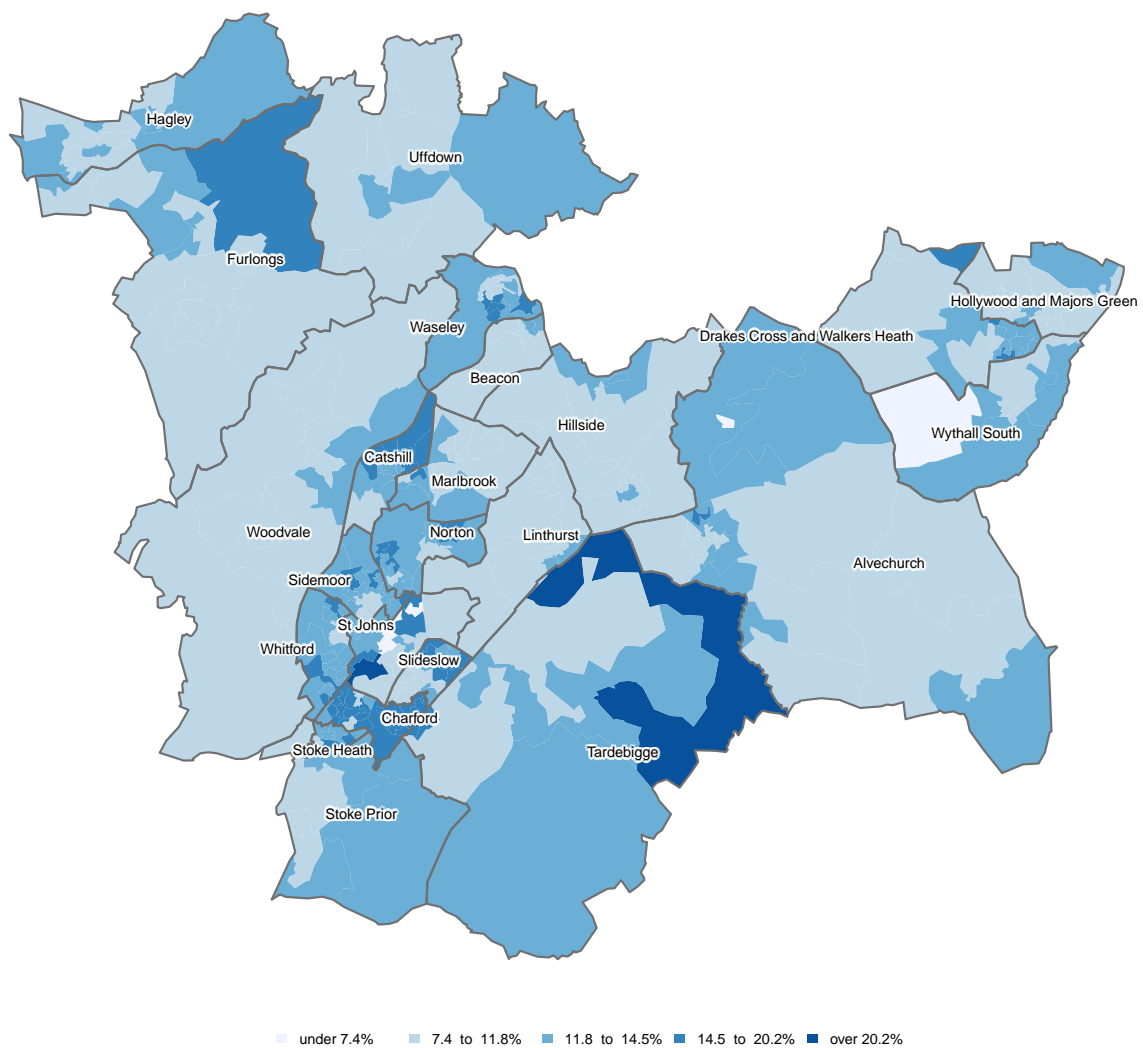 Hagley
Uffdown
Furlongs
Hollywood and Majors Green
Waseley
Drakes Cross and Walkers Heath
Beacon
Hillside
Wythall South
Catshill
Marlbrook
Woodvale
Norton
Linthurst
Alvechurch
Sidemoor
St Johns
Whitford
Slideslow
Charford
Stoke Heath
Tardebigge
Stoke Prior
under 7.4% 7.4 to 11.8% 11.8 to 14.5% 14.5 to 20.2% over 20.2%